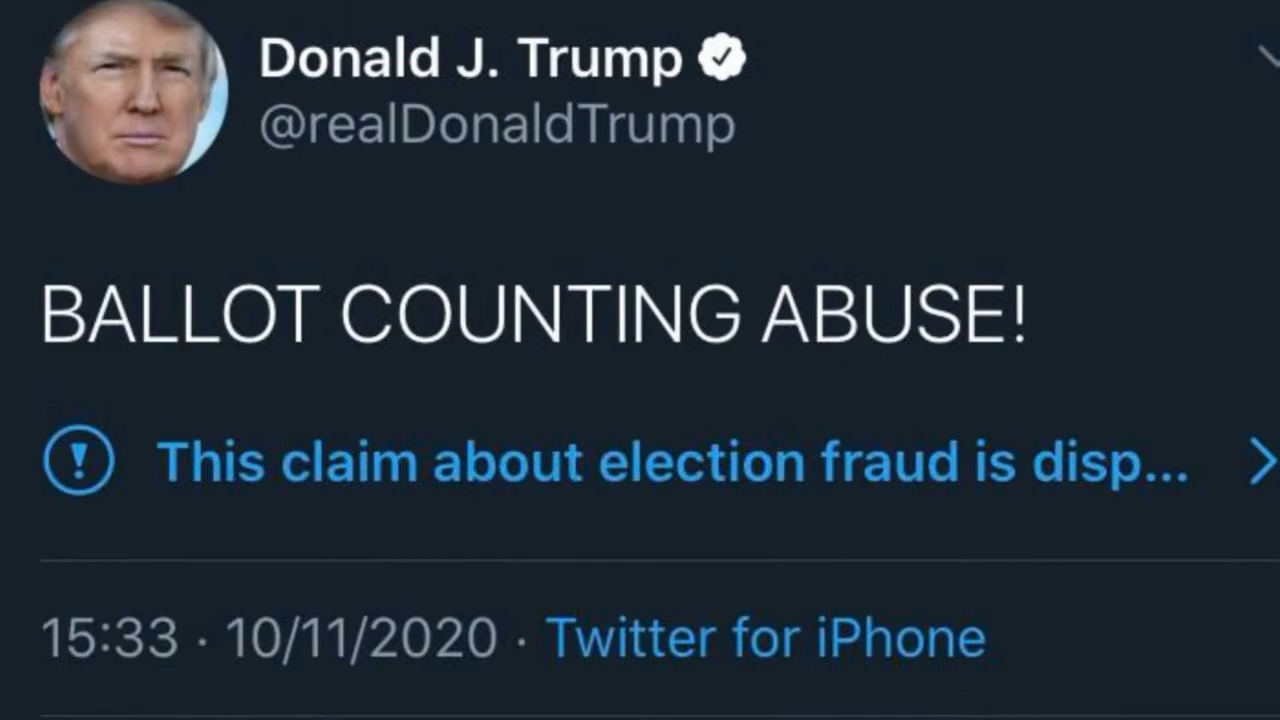 Donald J. Trump
@realDonaldTrump
BALLOT COUNTING ABUSE!
This claim about election fraud is disp...
15:33 · 10/11/2020 · Twitter for iPhone